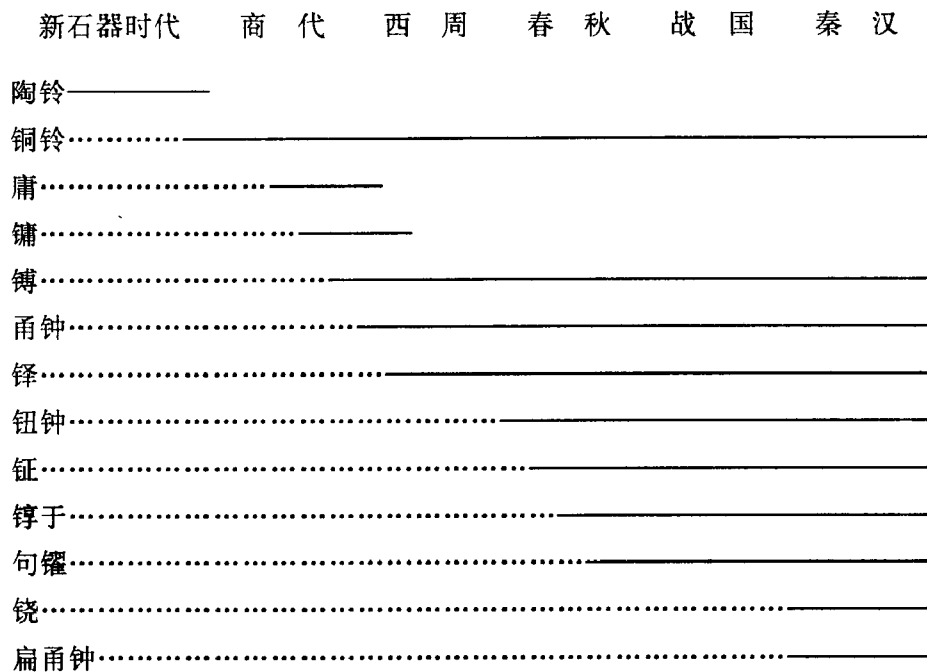 新石器时代 商代 西周 春秋 战国 秦汉
陶铃
铜铃
庸
镛
镈
甬钟
铎
钮钟
钲
錞于
句鑃
铙
扁甬钟